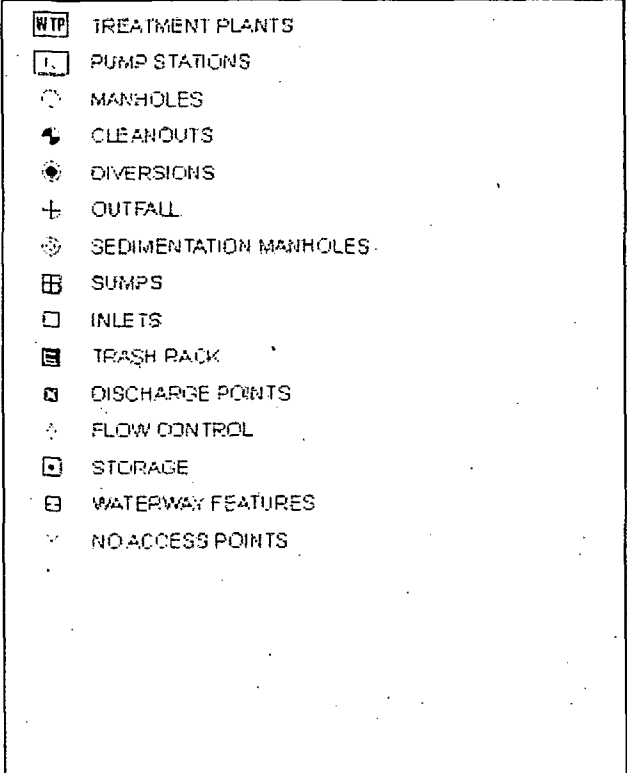 WTP TREATMENT PLANTS
PUMP STATIONS
MANHOLES
CLEANOUTS
DIVERSIONS
OUTFALL
SEDIMENTATION MANHOLES
SUMPS
INLETS
TRASH RACK
DISCHARGE POINTS
FLOW CONTROL
STORAGE
WATERWAY FEATURES
NO ACCESS POINTS